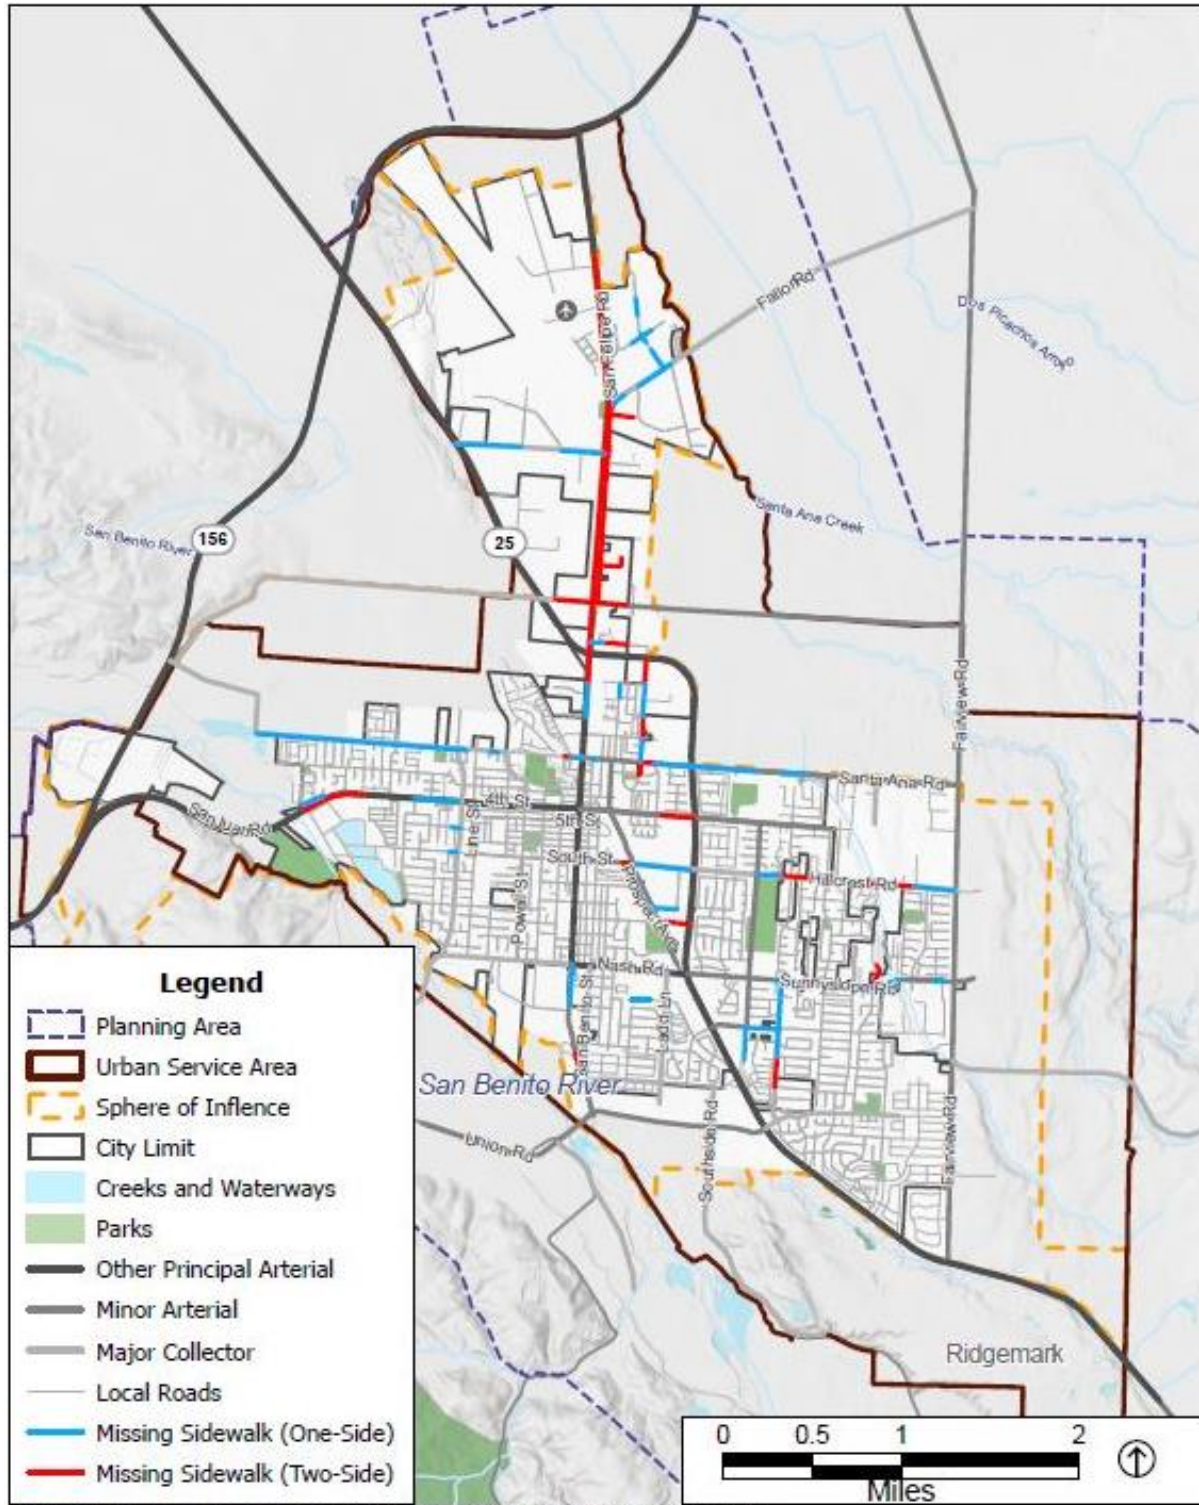 San Felipe Rd
Fallon Rd
Dos Picachos Arroyo
Santa Ana Creek
San Benito River
156
25
Fairview Rd
Santa Ana Rd
4th St
San Juan Rd
Line St
5th St
South St
Hillcrest Rd
Powell St
Prospect Ave
Nash Rd
Sunnyslope Rd
San Benito St
Ladd Ln
San Benito River
Union Rd
Southside Rd
Fairview Rd
Ridgemark
Legend
Planning Area
Urban Service Area
Sphere of Inflence
City Limit
Creeks and Waterways
Parks
Other Principal Arterial
Minor Arterial
Major Collector
Local Roads
Missing Sidewalk (One-Side)
Missing Sidewalk (Two-Side)
0 0.5 1 2
Miles